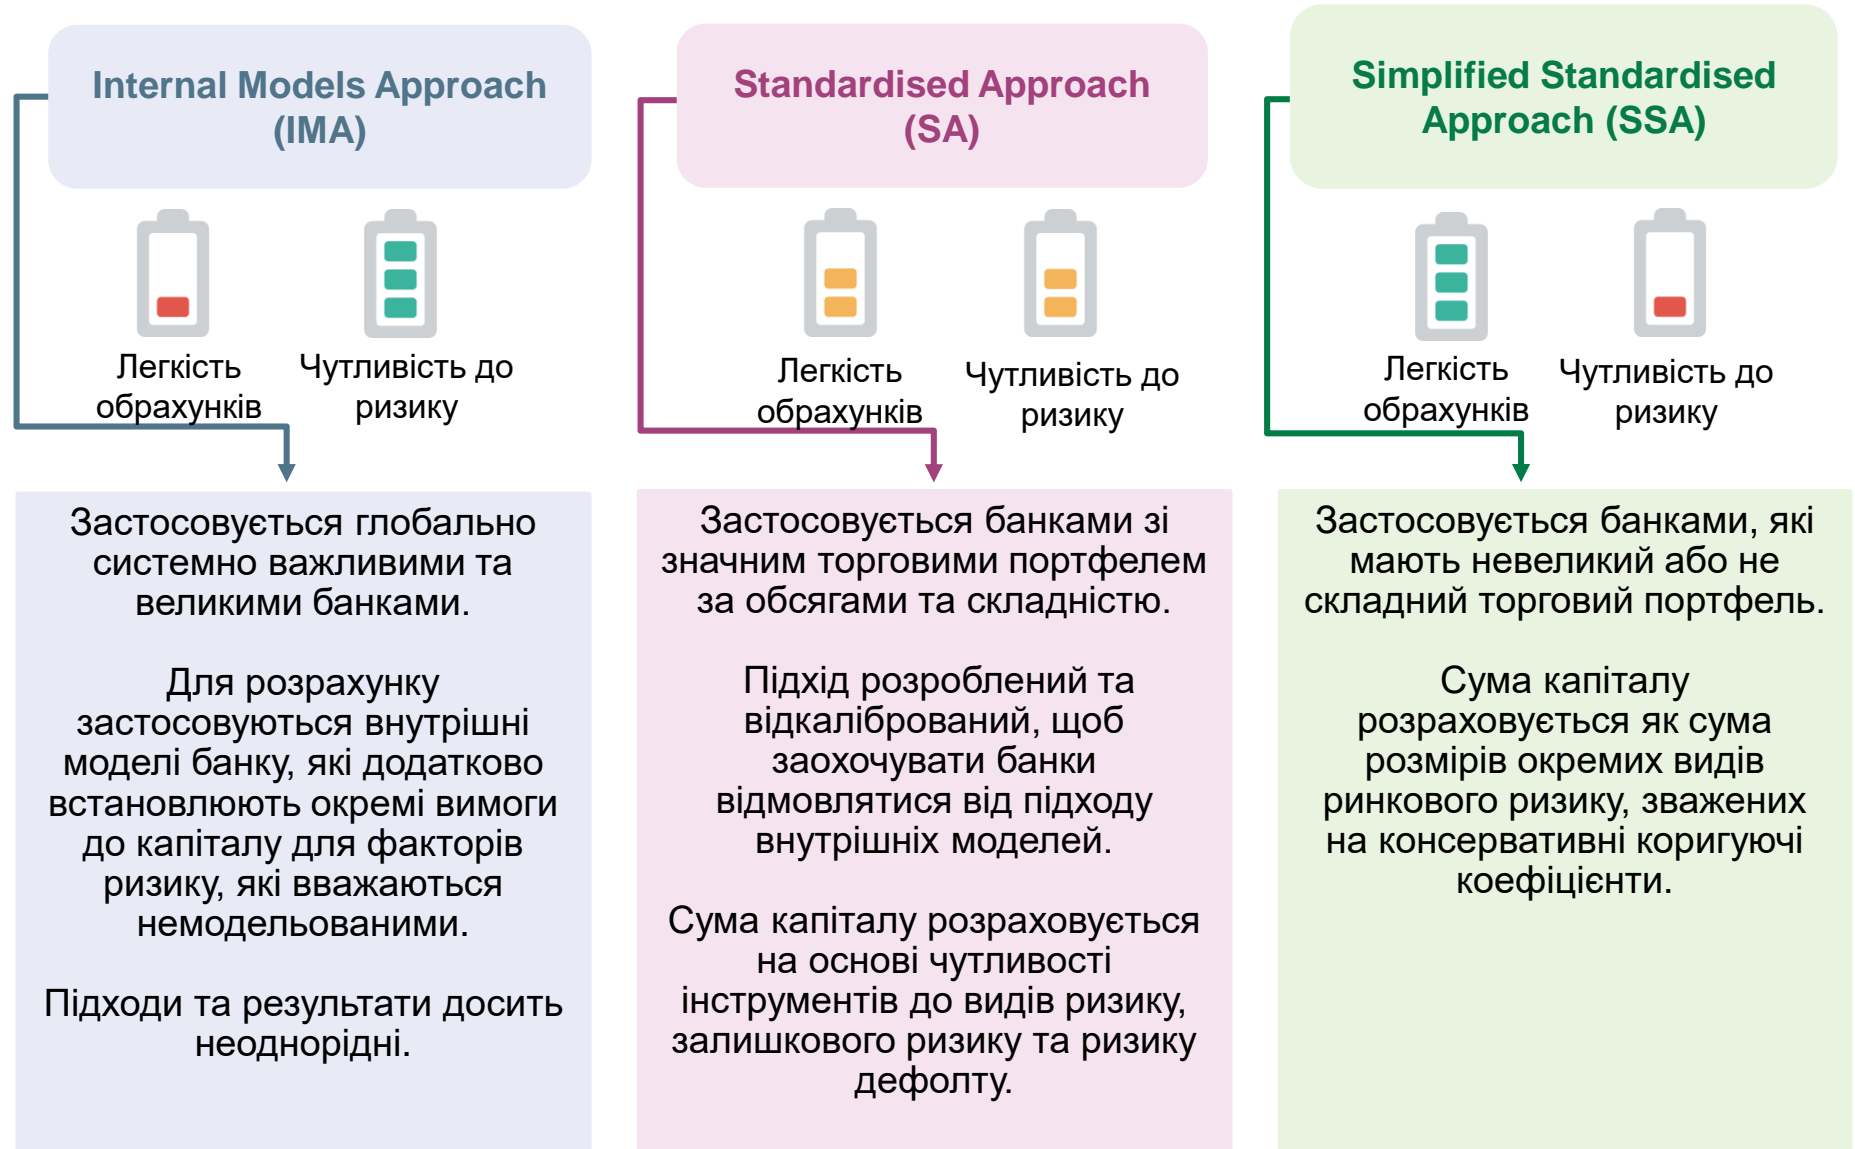 Internal Models Approach
(IMA)
Легкість
обрахунків
Чутливість до
ризику
Застосовується глобально
системно важливими та
великими банками.
Для розрахунку
застосовуються внутрішні
моделі банку, які додатково
встановлюють окремі вимоги
до капіталу для факторів
ризику, які вважаються
немодельованими.
Підходи та результати досить
неоднорідні.
Standardised Approach
(SA)
Легкість
обрахунків
Чутливість до
ризику
Застосовується банками зі
значним торговими портфелем
за обсягами та складністю.
Підхід розроблений та
відкалібрований, щоб
заохочувати банки
відмовлятися від підходу
внутрішніх моделей.
Сума капіталу розраховується
на основі чутливості
інструментів до видів ризику,
залишкового ризику та ризику
дефолту.
Simplified Standardised
Approach (SSA)
Легкість
обрахунків
Чутливість до
ризику
Застосовується банками, які
мають невеликий або не
складний торговий портфель.
Сума капіталу
розраховується як сума
розмірів окремих видів
ринкового ризику, зважених
на консервативні коригуючі
коефіцієнти.